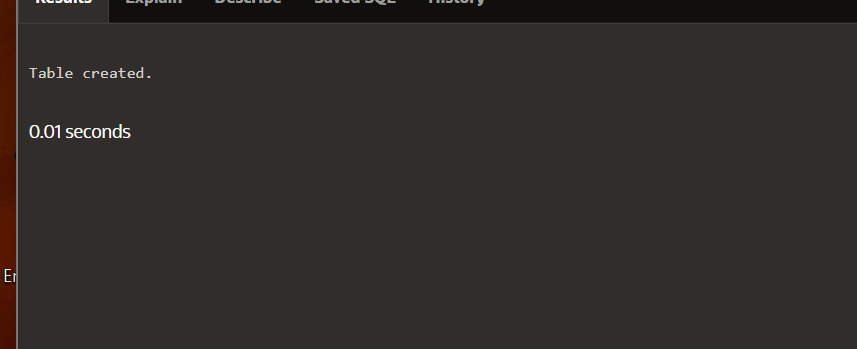 Results Explain Describe Saved SQL History
Table created.
0.01 seconds